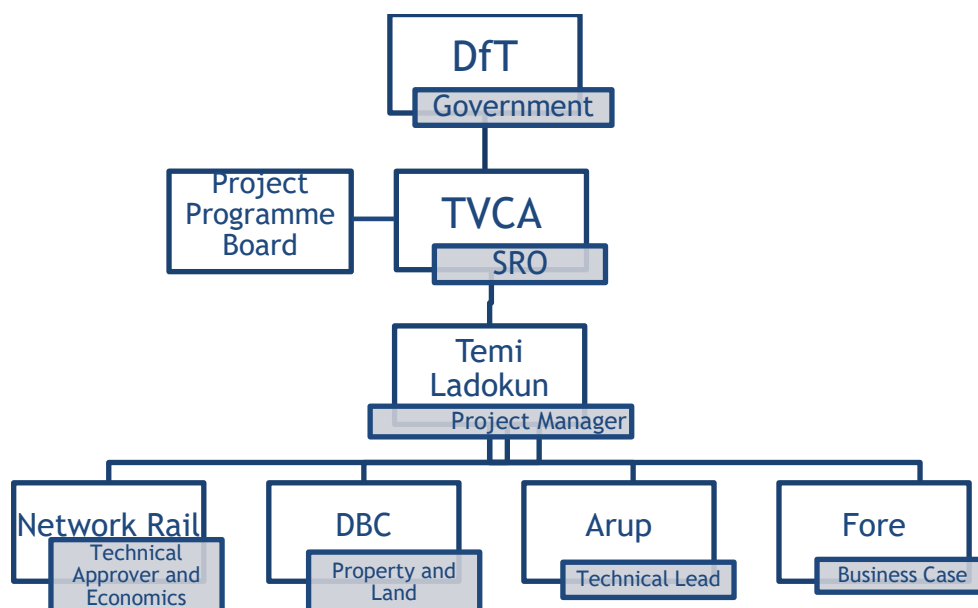 DfT
Government
Project
Programme
Board
TVCA
SRO
Temi
Ladokun
Project Manager
Network Rail
Technical
Approver and
Economics
DBC
Property and
Land
Arup
Technical Lead
Fore
Business Case